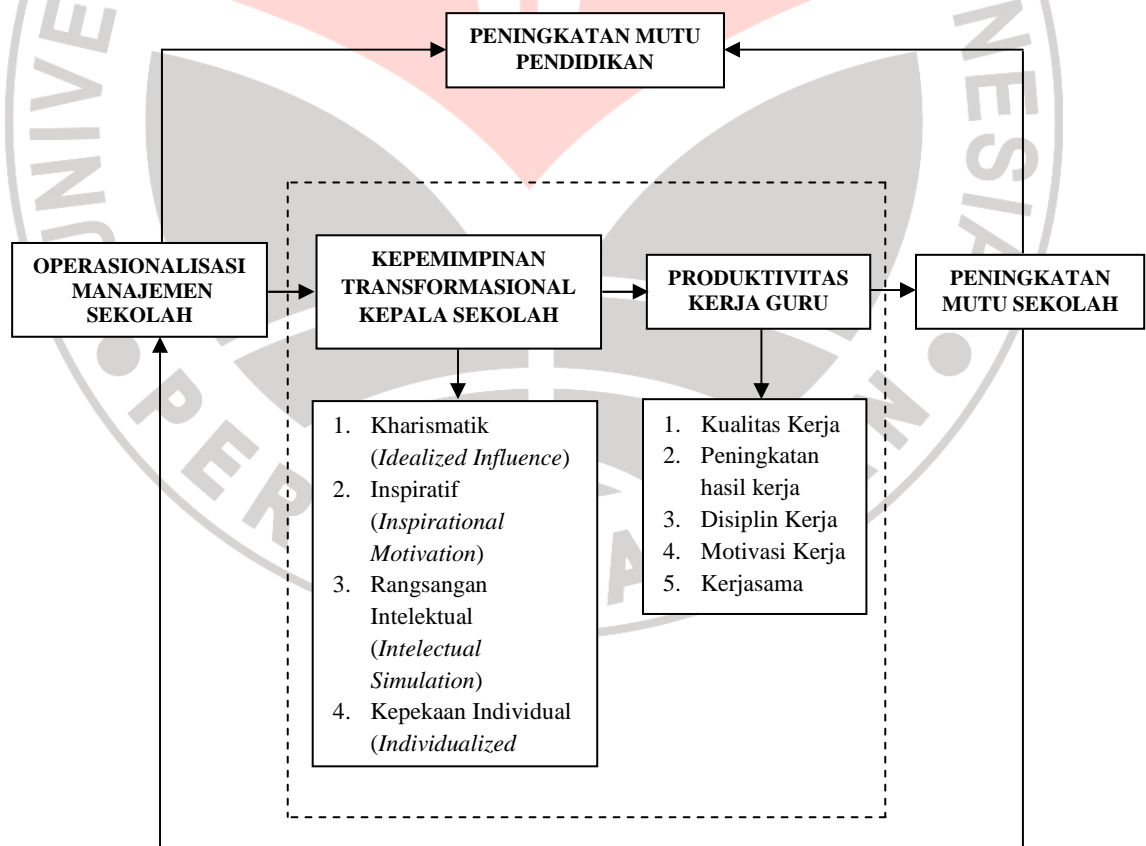 PENINGKATAN MUTU
PENDIDIKAN
OPERASIONALISASI
MANAJEMEN
SEKOLAH
KEPEMIMPINAN
TRANSFORMASIONAL
KEPALA SEKOLAH
PRODUKTIVITAS
KERJA GURU
PENINGKATAN
MUTU SEKOLAH
1. Kharismatik
(Idealized Influence)
2. Inspiratif
(Inspirational
Motivation)
3. Rangsangan
Intelektual
(Intelectual
Simulation)
4. Kepekaan Individual
(Individualized
1. Kualitas Kerja
2. Peningkatan
hasil kerja
3. Disiplin Kerja
4. Motivasi Kerja
5. Kerjasama